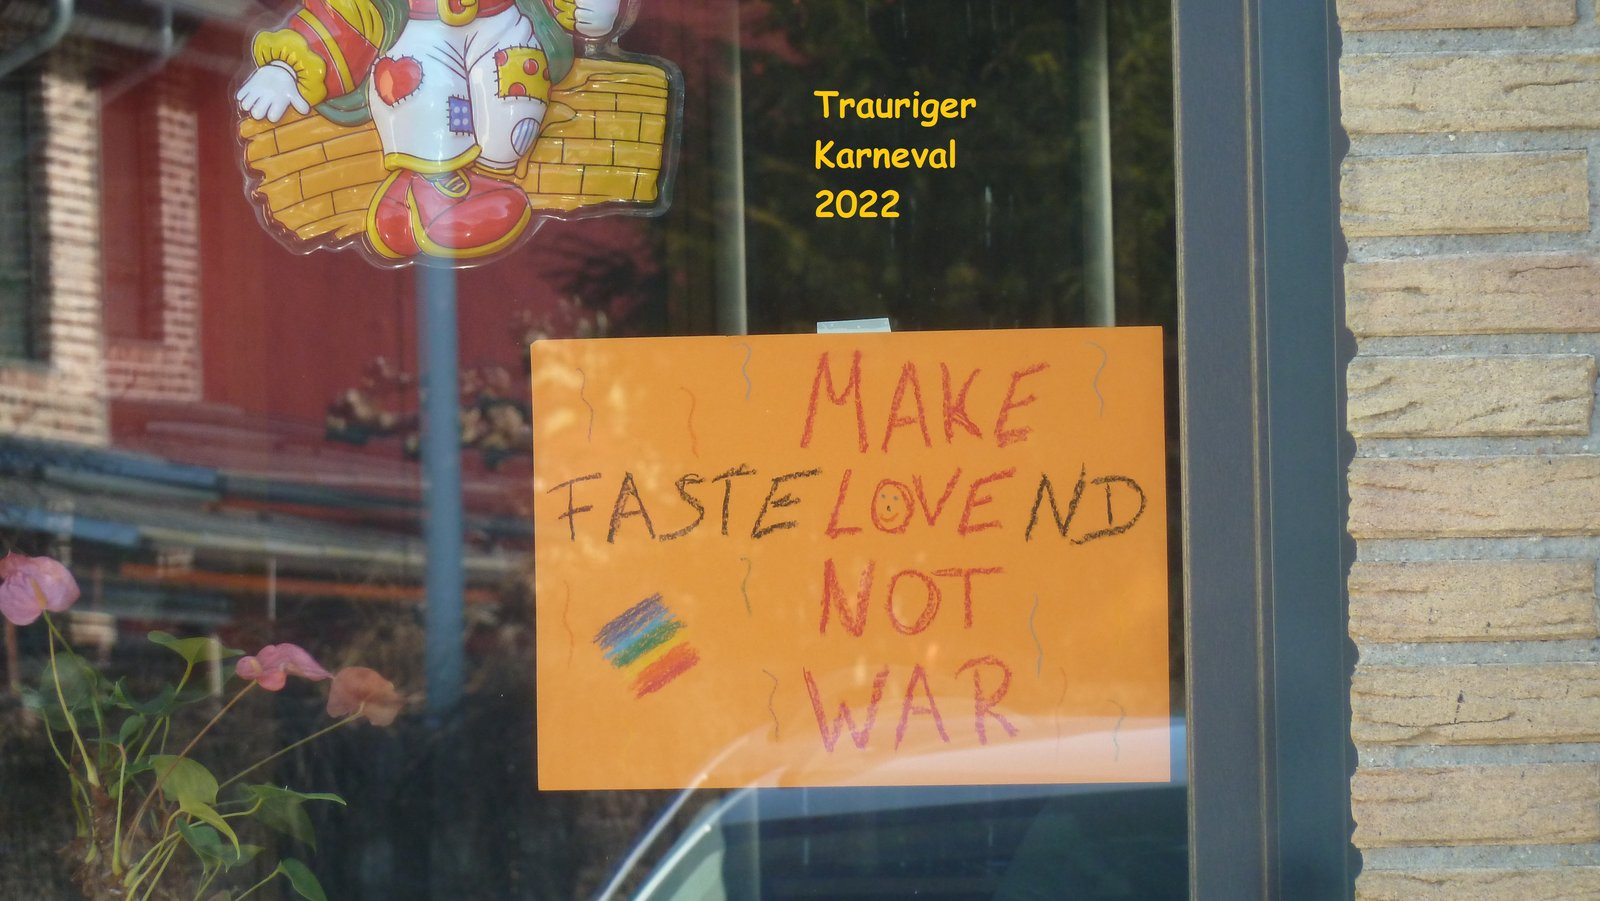 Trauriger
Karneval
2022
MAKE
FASTELOVEND
NOT
WAR